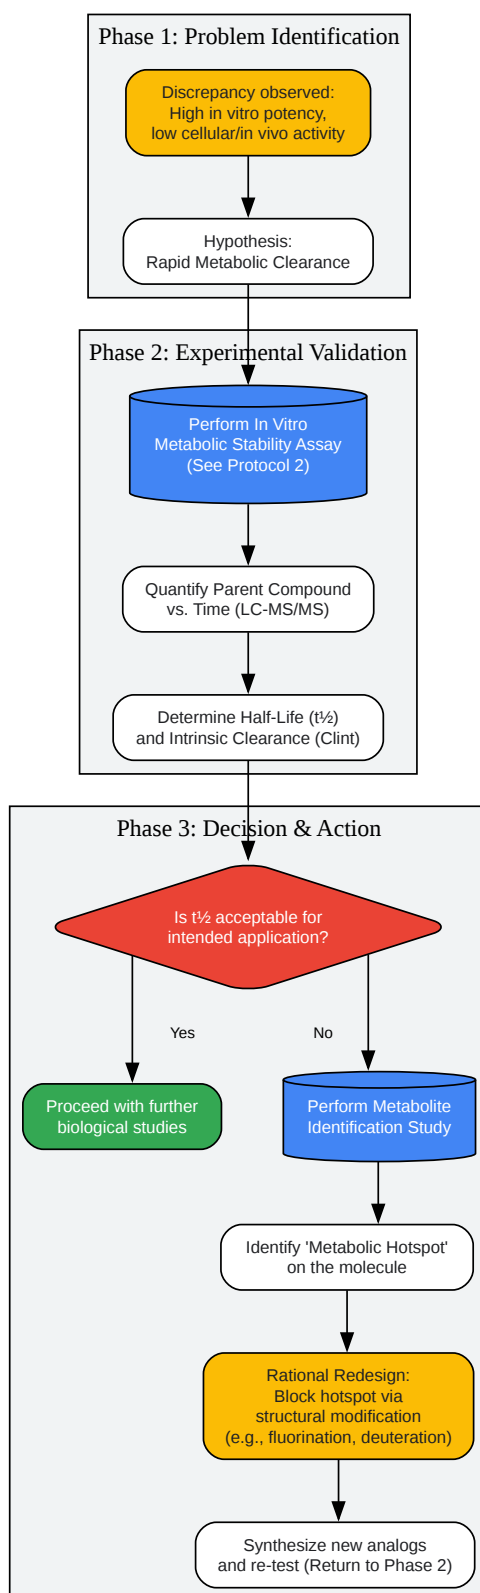 Phase 1: Problem Identification
Discrepancy observed:
High in vitro potency,
low cellular/in vivo activity
Hypothesis:
Rapid Metabolic Clearance
Phase 2: Experimental Validation
Perform In Vitro
Metabolic Stability Assay
(See Protocol 2)
Quantify Parent Compound
vs. Time (LC-MS/MS)
Determine Half-Life (t½)
and Intrinsic Clearance (Clint)
Phase 3: Decision & Action
Is t½ acceptable for
intended application?
Yes
No
Proceed with further
biological studies
Perform Metabolite
Identification Study
Identify 'Metabolic Hotspot'
on the molecule
Rational Redesign:
Block hotspot via
structural modification
(e.g., fluorination, deuteration)
Synthesize new analogs
and re-test (Return to Phase 2)